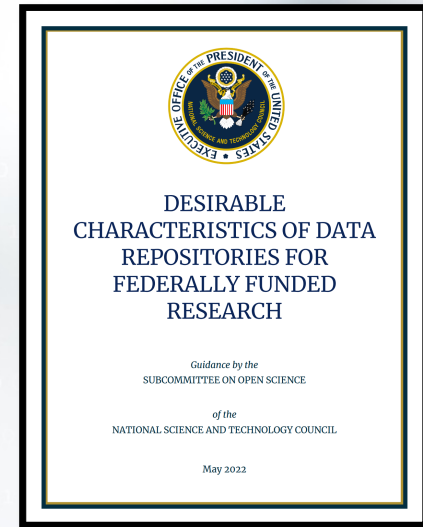 EXECUTIVE OFFICE OF THE PRESIDENT OF THE UNITED STATES
NATIONAL SCIENCE AND TECHNOLOGY COUNCIL
DESIRABLE
CHARACTERISTICS OF DATA
REPOSITORIES FOR
FEDERALLY FUNDED
RESEARCH
Guidance by the
SUBCOMMITTEE ON OPEN SCIENCE
of the
NATIONAL SCIENCE AND TECHNOLOGY COUNCIL
May 2022